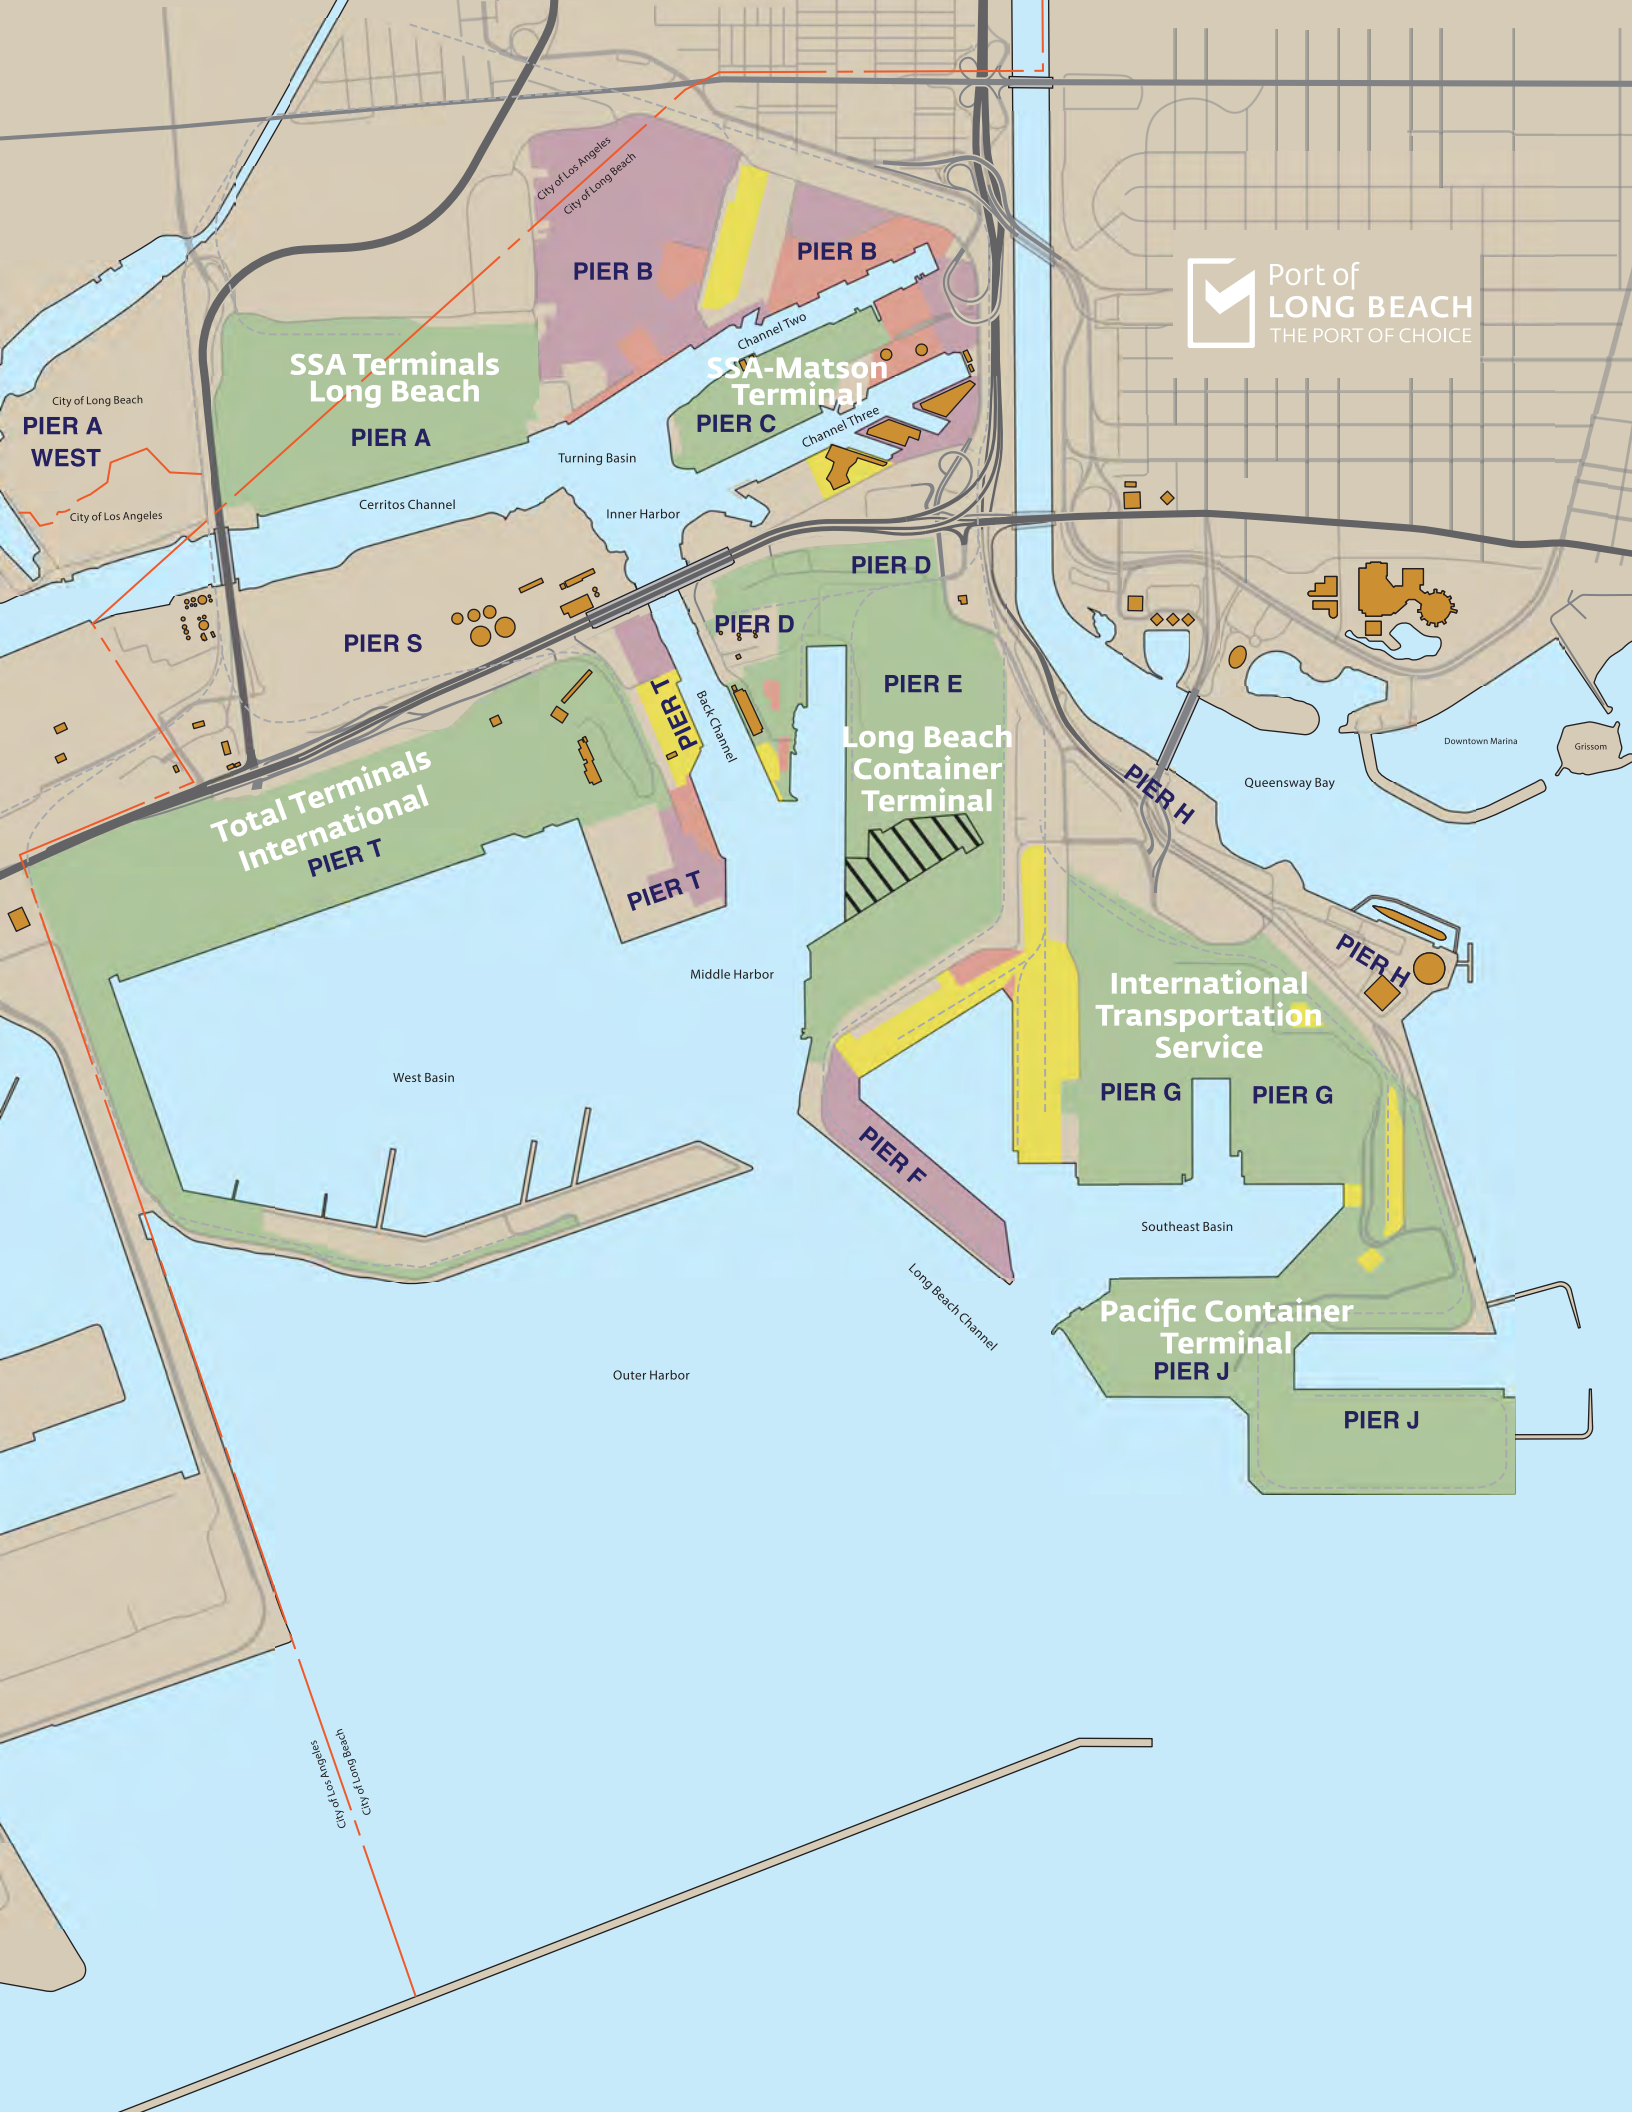 City of Los Angeles
City of Long Beach
PIER B
PIER B
Port of
LONG BEACH
THE PORT OF CHOICE
Channel Two
SSA Terminals
Long Beach
PIER A
SSA-Matson
Terminal
PIER C
Channel Three
City of Long Beach
PIER A
WEST
City of Los Angeles
Turning Basin
Cerritos Channel
Inner Harbor
PIER D
PIER D
PIER S
PIER E
PIER T
Back Channel
Long Beach
Container
Terminal
PIER H
Queensway Bay
Downtown Marina
Grissom
Total Terminals
International
PIER T
PIER T
Middle Harbor
PIER H
International
Transportation
Service
PIER G
PIER G
West Basin
PIER F
Southeast Basin
Long Beach Channel
Pacific Container
Terminal
PIER J
PIER J
Outer Harbor
City of Los Angeles
City of Long Beach